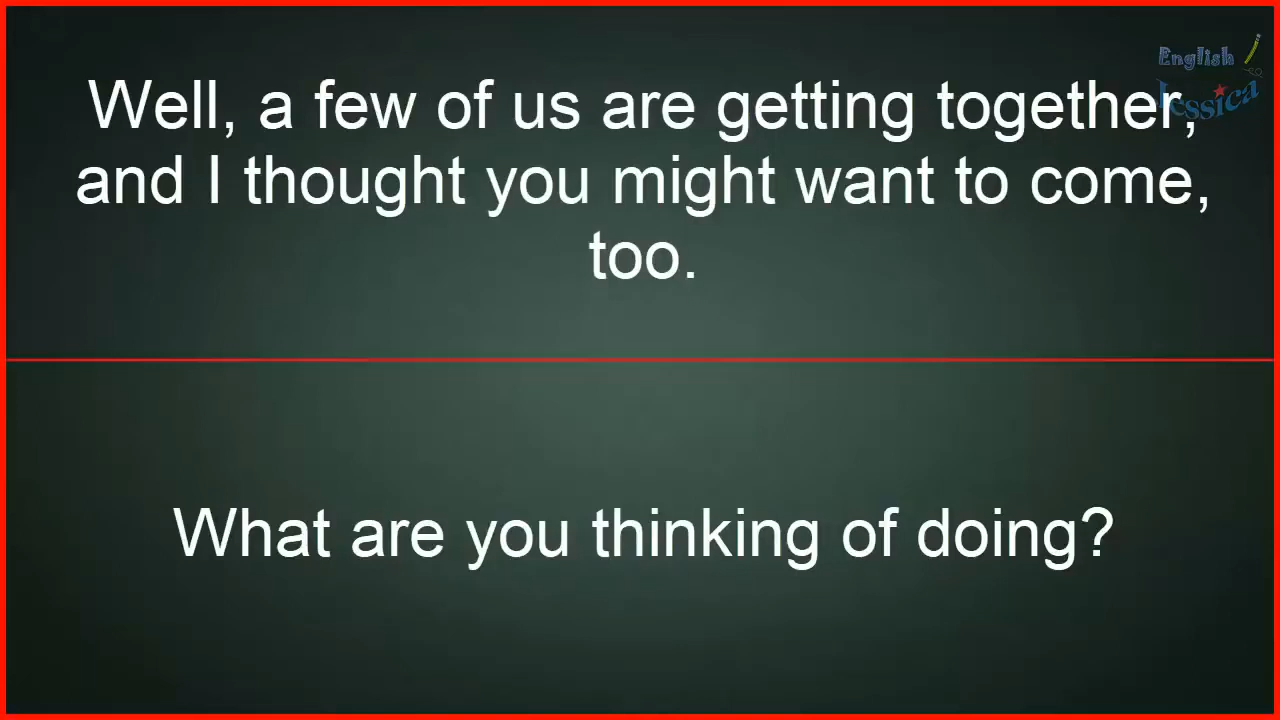 English
Jessica
Well, a few of us are getting together,
and I thought you might want to come,
too.
What are you thinking of doing?